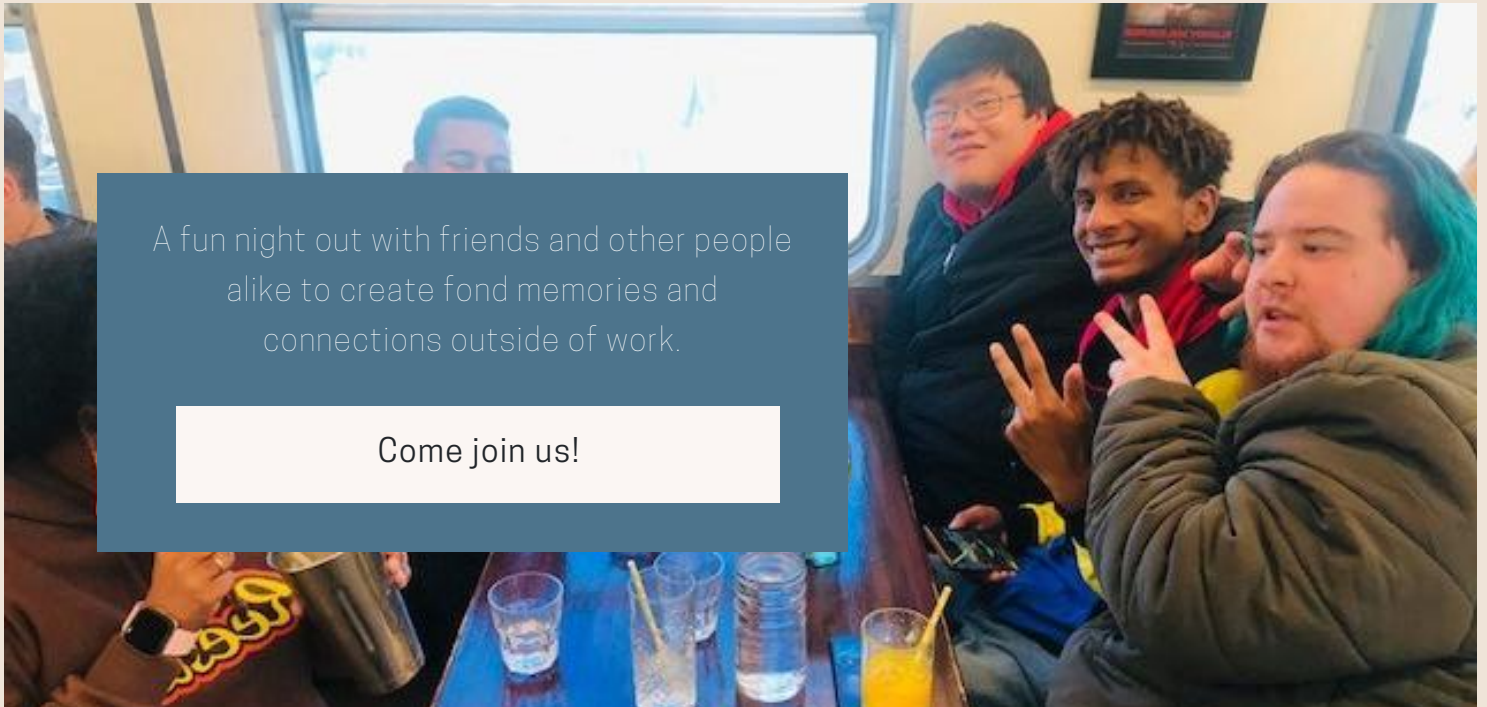 A fun night out with friends and other people
alike to create fond memories and
connections outside of work.
Come join us!